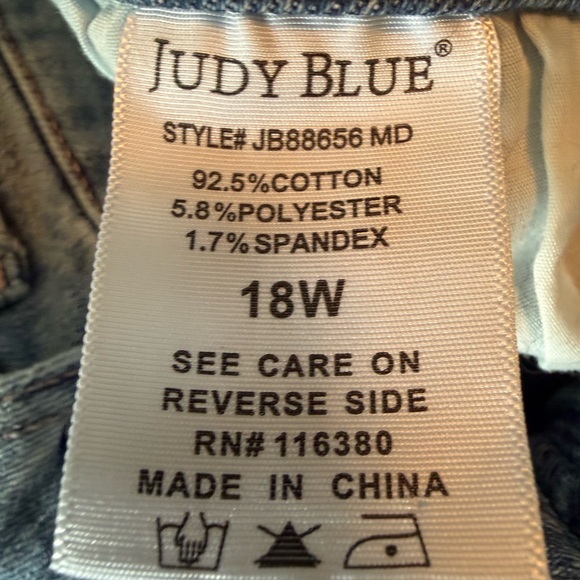 JUDY BLUE®
STYLE# JB88656 MD
92.5%COTTON
5.8%POLYESTER
1.7%SPANDEX
18W
SEE CARE ON
REVERSE SIDE
RN# 116380
MADE IN CHINA